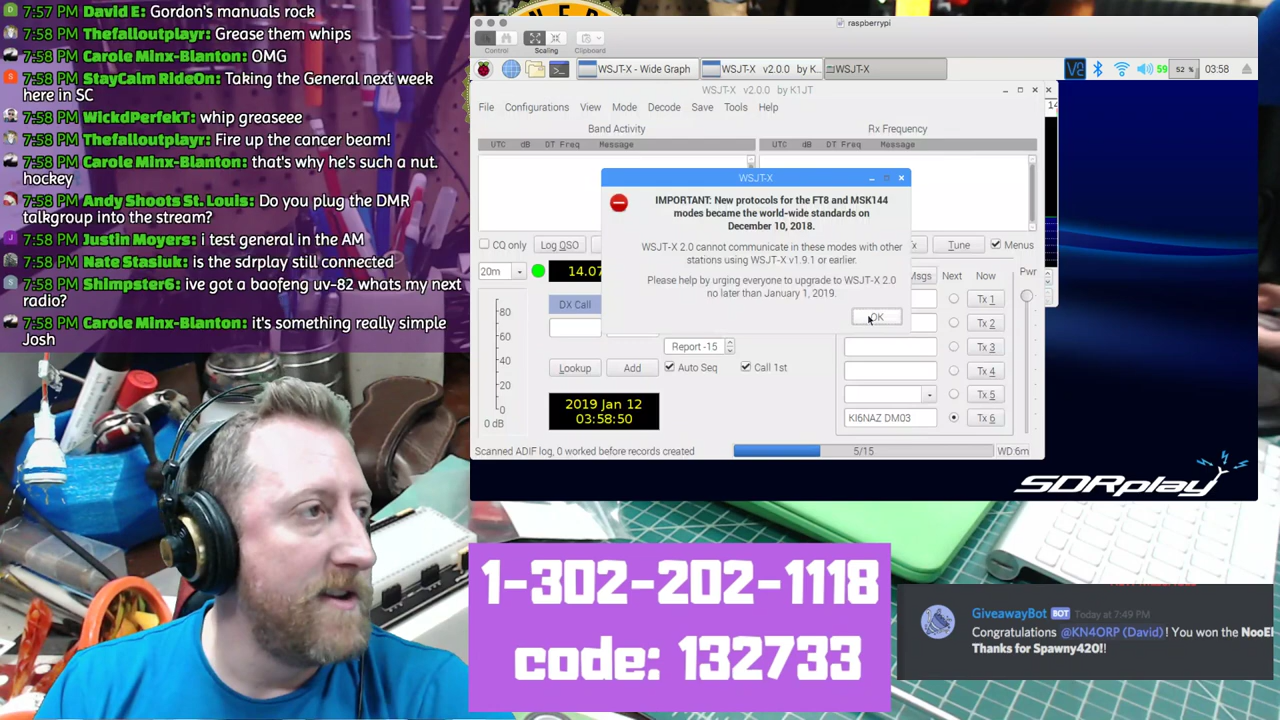 7:57 PM David E: Gordon's manuals rock
7:58 PM Thefalloutplayr: Grease them whips
7:58 PM Carole Minx-Blanton: OMG
7:58 PM StayCalm RideOn: Taking the General next week
here in SC
7:58 PM WickdPerfekT: whip greaseee
7:58 PM Thefalloutplayr: Fire up the cancer beam!
7:58 PM Carole Minx-Blanton: that's why he's such a nut.
hockey
7:58 PM Andy Shoots St. Louis: Do you plug the DMR
talkgroup into the stream?
7:58 PM Justin Moyers: i test general in the AM
7:58 PM Nate Stasiuk: is the sdrplay still connected
7:58 PM Shimpster6: ive got a baofeng uv-82 whats my next
radio?
7:58 PM Carole Minx-Blanton: it's something really simple
Josh
raspberrypi
Control
Scaling
Clipboard
WSJT-X - Wide Graph
WSJT-X v2.0.0 by K...
WSJT-X
59
52 %
03:58
WSJT-X v2.0.0 by K1JT
File Configurations View Mode Decode Save Tools Help
Band Activity
Rx Frequency
UTC dB DT Freq Message
UTC dB DT Freq Message
WSJT-X
IMPORTANT: New protocols for the FT8 and MSK144
modes became the world-wide standards on
December 10, 2018.
WSJT-X 2.0 cannot communicate in these modes with other
stations using WSJT-X v1.9.1 or earlier.
Please help by urging everyone to upgrade to WSJT-X 2.0
no later than January 1, 2019.
OK
CQ only
Log QSO
Tune
Menus
20m
14.07
Msgs
Next
Now
Pwr
DX Call
Tx 1
Tx 2
Tx 3
Tx 4
Tx 5
Tx 6
80
60
40
20
0
0 dB
Report -15
Lookup
Add
Auto Seq
Call 1st
2019 Jan 12
03:58:50
KI6NAZ DM03
Scanned ADIF log, 0 worked before records created
5/15
WD 6m
SDRplay
1-302-202-1118
code: 132733
GiveawayBot BOT Today at 7:49 PM
Congratulations @KN4ORP (David)! You won the NooEl
Thanks for Spawny420!!